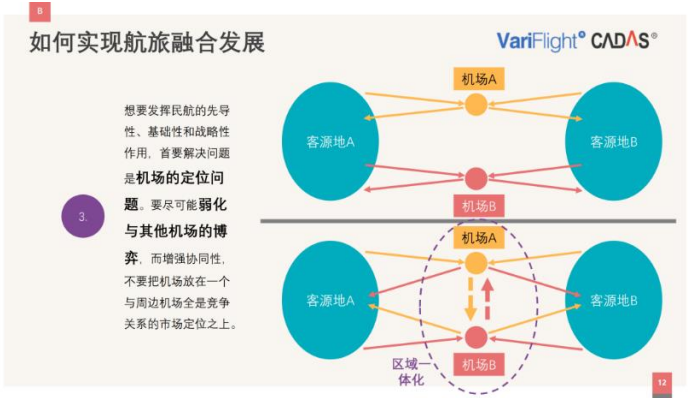 B
如何实现航旅融合发展
VariFlight CADAS®
3.
想要发挥民航的先导
性、基础性和战略性
作用，首要解决问题
是机场的定位问
题。要尽可能弱化
与其他机场的博
弈，而增强协同性，
不要把机场放在一个
与周边机场全是竞争
关系的市场定位之上。
机场A
客源地A
客源地B
机场B
机场A
客源地A
客源地B
机场B
区域一
体化
12